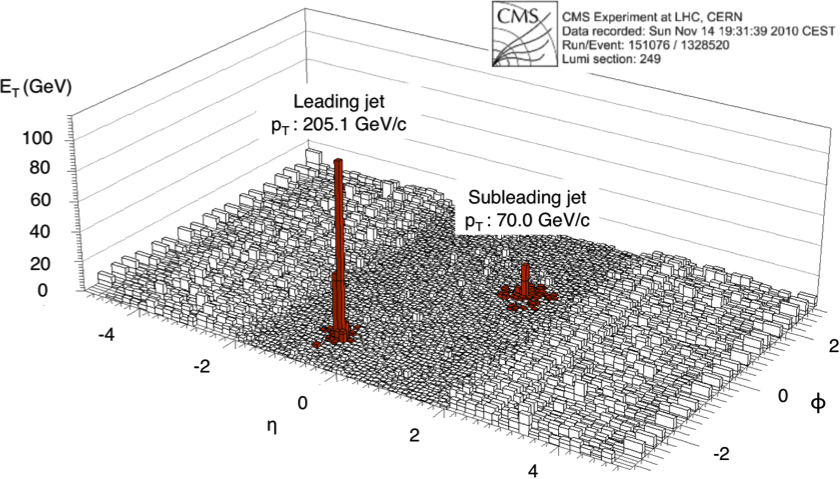 CMS
CMS Experiment at LHC, CERN
Data recorded: Sun Nov 14 19:31:39 2010 CEST
Run/Event: 151076 / 1328520
Lumi section: 249
E_T (GeV)
Leading jet
p_T : 205.1 GeV/c
Subleading jet
p_T : 70.0 GeV/c
100
80
60
40
20
0
-4
-2
0
2
4
η
-2
0
2
ϕ